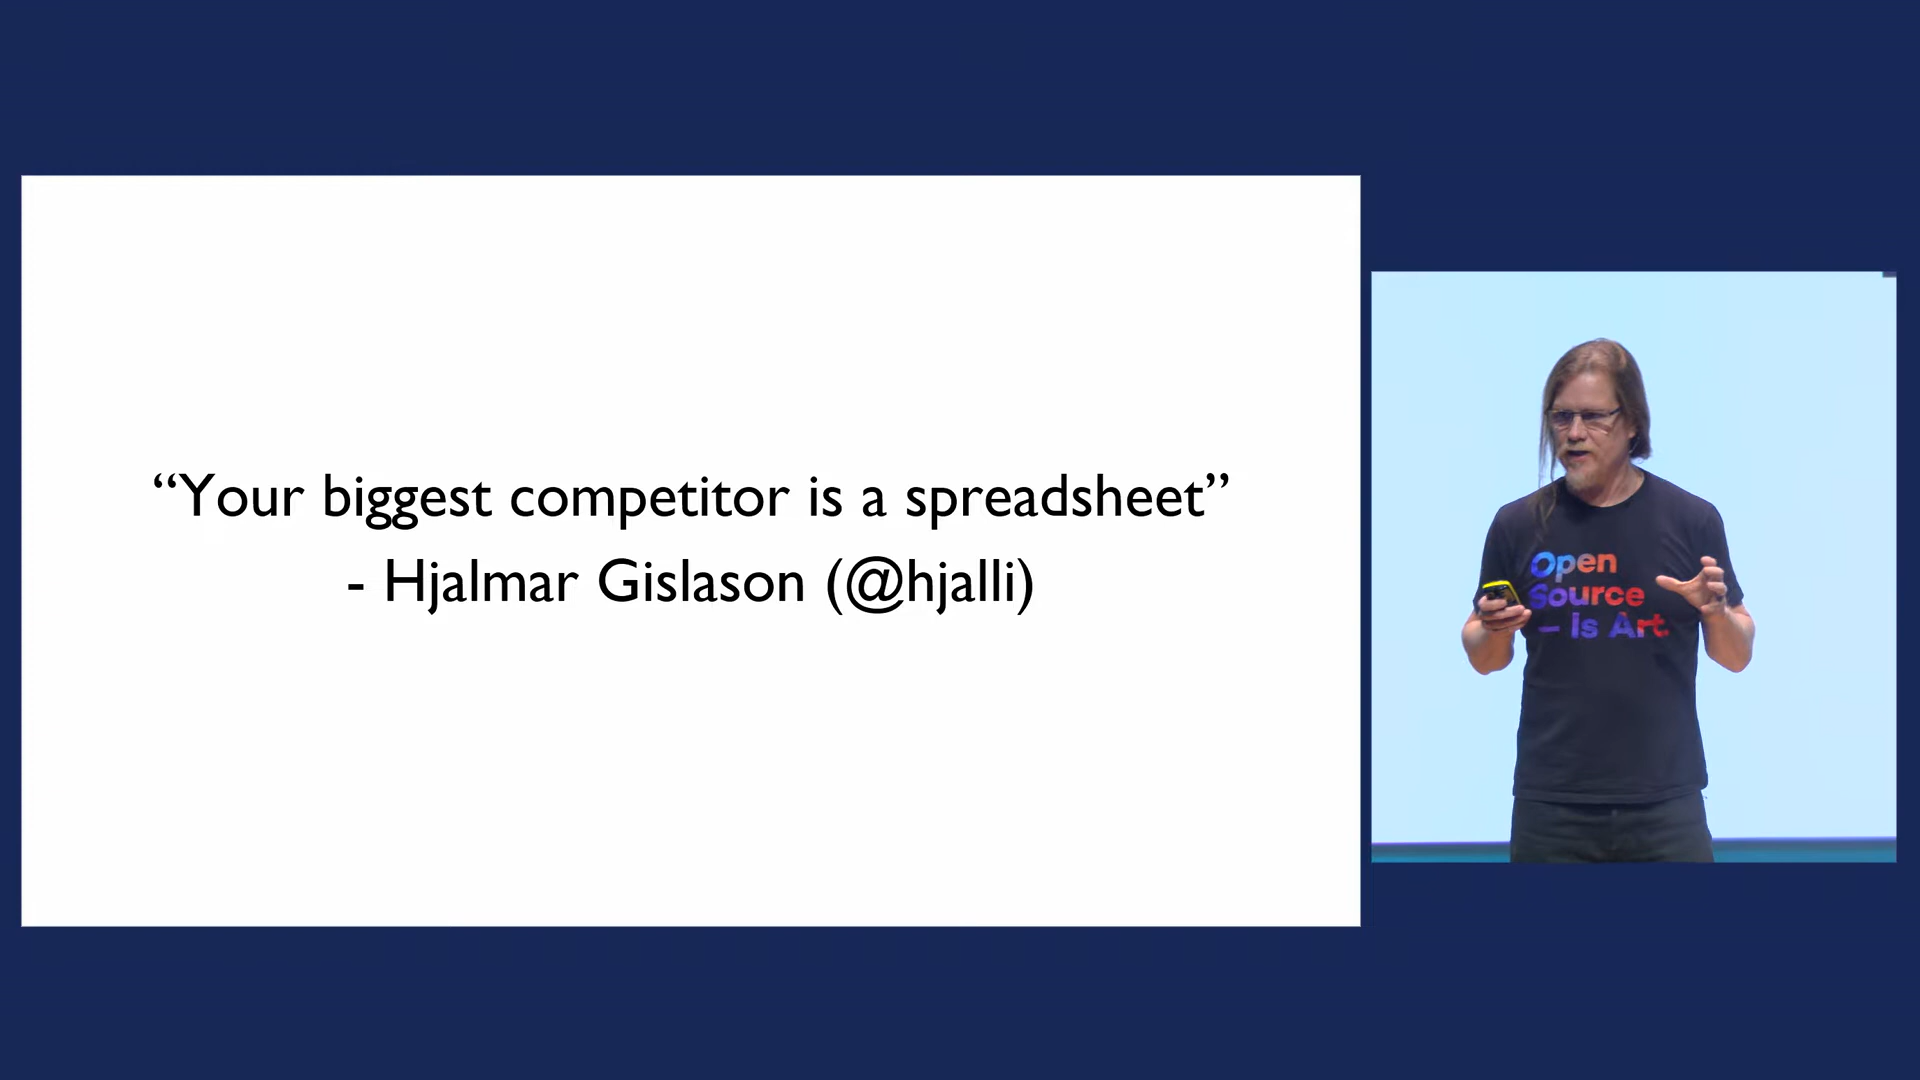 “Your biggest competitor is a spreadsheet”
- Hjalmar Gislason (@hjalli)
Open
Source
— is Art.